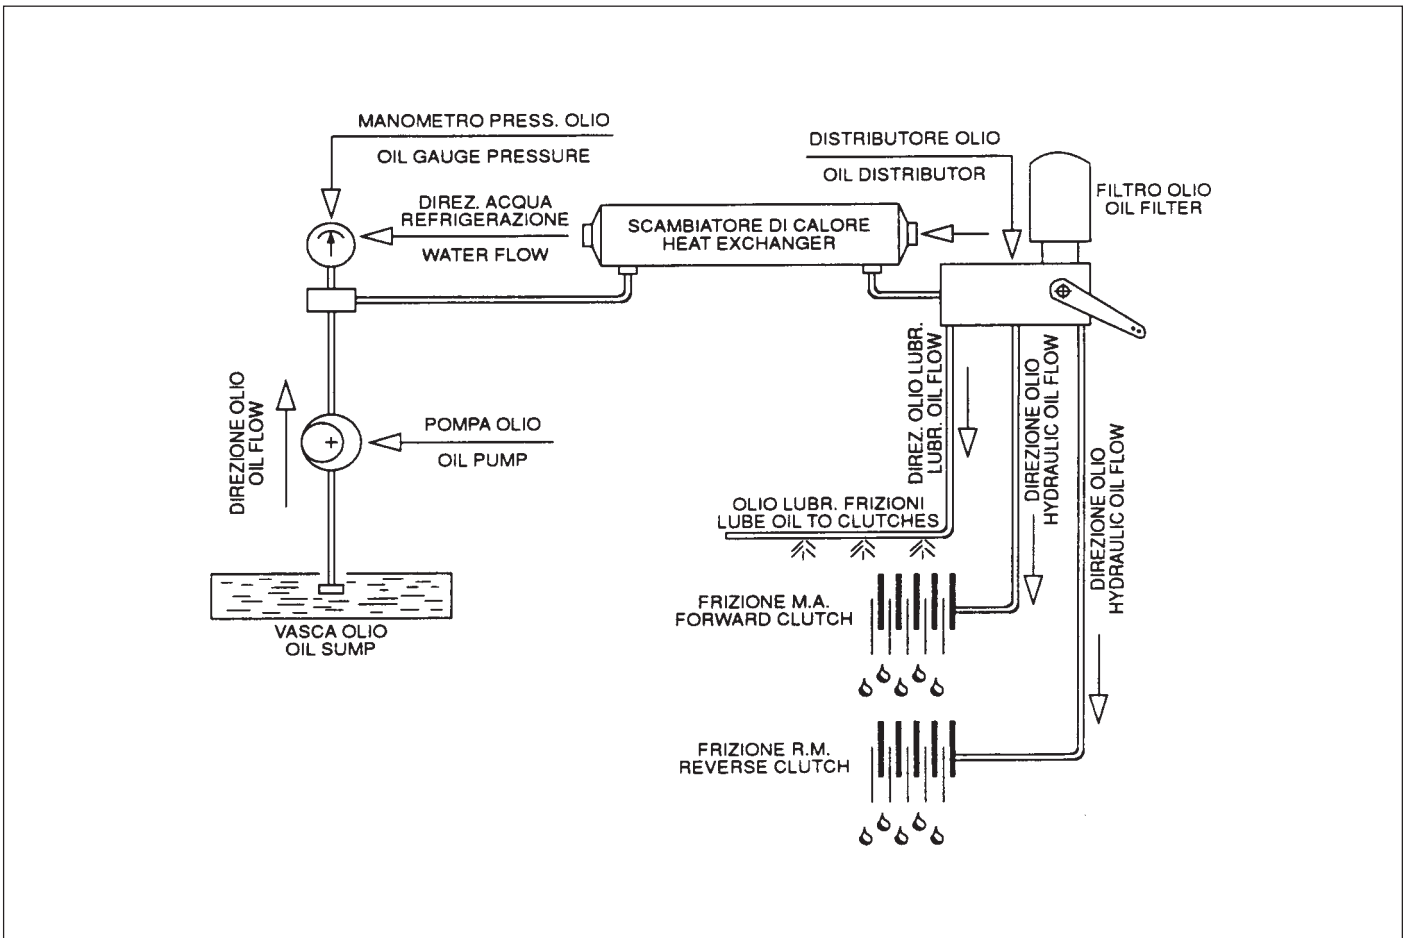 MANOMETRO PRESS. OLIO
OIL GAUGE PRESSURE
DISTRIBUTORE OLIO
OIL DISTRIBUTOR
FILTRO OLIO
OIL FILTER
DIREZ. ACQUA
REFRIGERAZIONE
WATER FLOW
SCAMBIATORE DI CALORE
HEAT EXCHANGER
DIREZIONE OLIO
OIL FLOW
POMPA OLIO
OIL PUMP
DIREZ. OLIO LUBR.
LUBR. OIL FLOW
DIREZIONE OLIO
HYDRAULIC OIL FLOW
DIREZIONE OLIO
HYDRAULIC OIL FLOW
OLIO LUBR. FRIZIONI
LUBE OIL TO CLUTCHES
VASCA OLIO
OIL SUMP
FRIZIONE M.A.
FORWARD CLUTCH
FRIZIONE R.M.
REVERSE CLUTCH